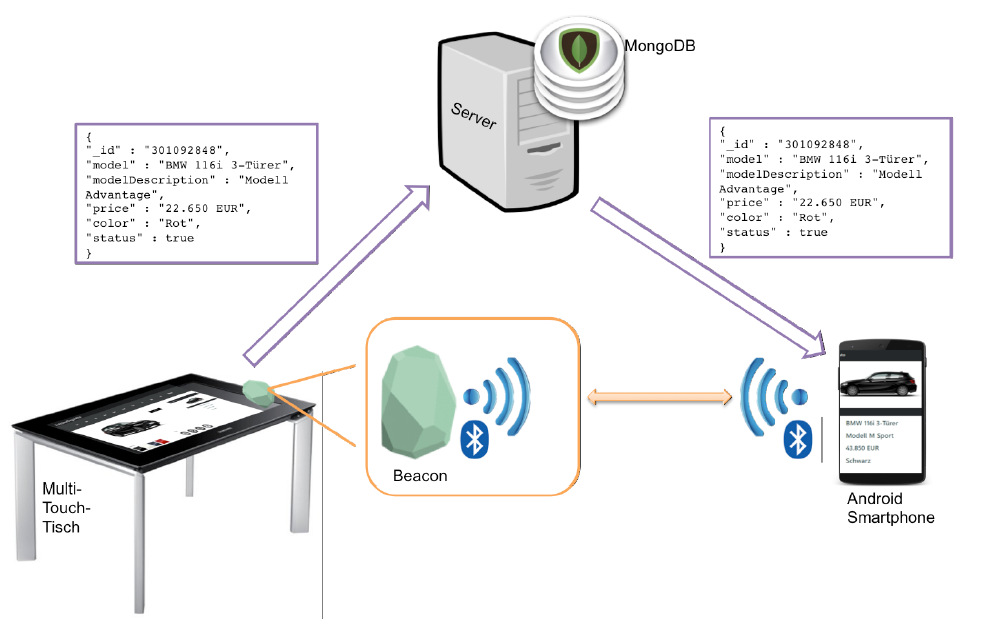 MongoDB
Server
{
"_id" : "301092848",
"model" : "BMW 116i 3-Türer",
"modelDescription" : "Modell
Advantage",
"price" : "22.650 EUR",
"color" : "Rot",
"status" : true
}
{
"_id" : "301092848",
"model" : "BMW 116i 3-Türer",
"modelDescription" : "Modell
Advantage",
"price" : "22.650 EUR",
"color" : "Rot",
"status" : true
}
Multi-
Touch-
Tisch
Beacon
BMW 116i 3-Türer
Modell M Sport
43.850 EUR
Schwarz
Android
Smartphone